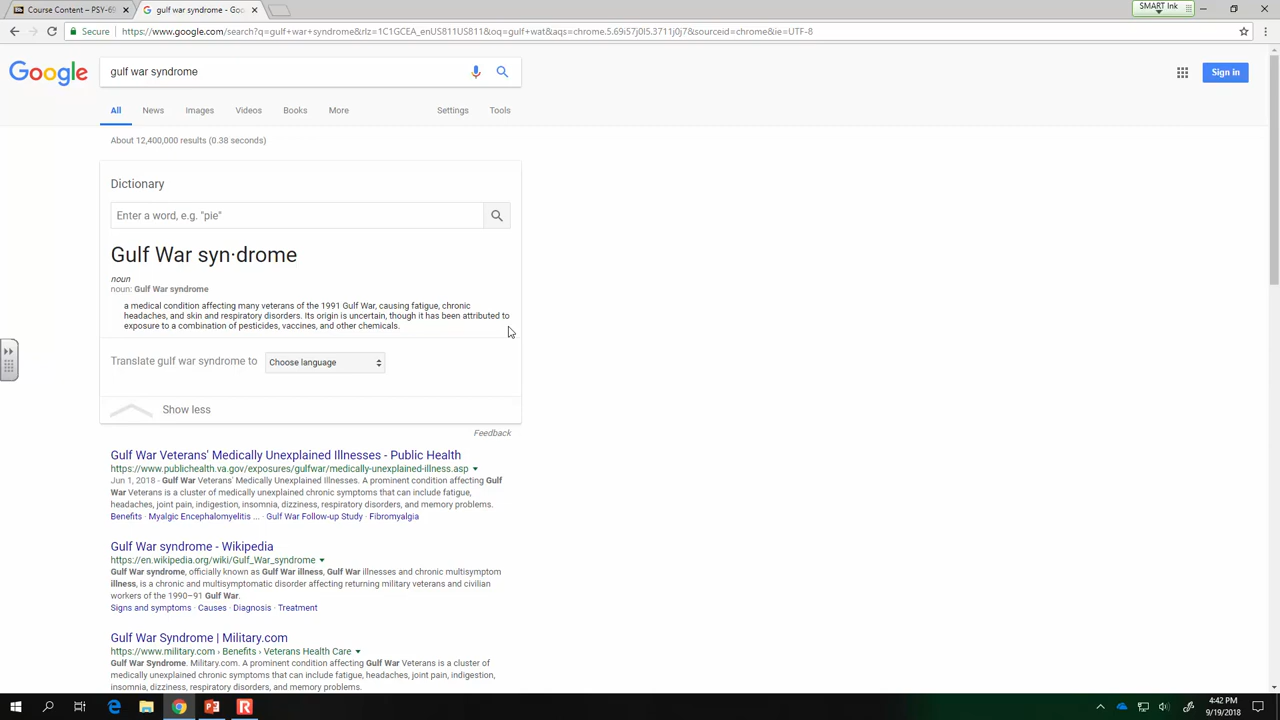 Course Content – PSY-69
gulf war syndrome - Goo
SMART Ink
Secure
https://www.google.com/search?q=gulf+war+syndrome&rlz=1C1GCEA_enUS811US811&oq=gulf+wat&aqs=chrome.5.69i57j0l5.3711j0j7&sourceid=chrome&ie=UTF-8
Google
gulf war syndrome
Sign in
All News Images Videos Books More Settings Tools
About 12,400,000 results (0.38 seconds)
Dictionary
Enter a word, e.g. "pie"
Gulf War syn·drome
noun
noun: Gulf War syndrome
a medical condition affecting many veterans of the 1991 Gulf War, causing fatigue, chronic
headaches, and skin and respiratory disorders. Its origin is uncertain, though it has been attributed to
exposure to a combination of pesticides, vaccines, and other chemicals.
Translate gulf war syndrome to Choose language
Show less
Feedback
Gulf War Veterans' Medically Unexplained Illnesses - Public Health
https://www.publichealth.va.gov/exposures/gulfwar/medically-unexplained-illness.asp
Jun 1, 2018 - Gulf War Veterans' Medically Unexplained Illnesses. A prominent condition affecting Gulf
War Veterans is a cluster of medically unexplained chronic symptoms that can include fatigue,
headaches, joint pain, indigestion, insomnia, dizziness, respiratory disorders, and memory problems.
Benefits · Myalgic Encephalomyelitis ... · Gulf War Follow-up Study · Fibromyalgia
Gulf War syndrome - Wikipedia
https://en.wikipedia.org/wiki/Gulf_War_syndrome
Gulf War syndrome, officially known as Gulf War illness, Gulf War illnesses and chronic multisymptom
illness, is a chronic and multisymptomatic disorder affecting returning military veterans and civilian
workers of the 1990–91 Gulf War.
Signs and symptoms · Causes · Diagnosis · Treatment
Gulf War Syndrome | Military.com
https://www.military.com › Benefits › Veterans Health Care
Gulf War Syndrome. Military.com. A prominent condition affecting Gulf War Veterans is a cluster of
medically unexplained chronic symptoms that can include fatigue, headaches, joint pain, indigestion,
insomnia, dizziness, respiratory disorders, and memory problems.
4:42 PM
9/19/2018